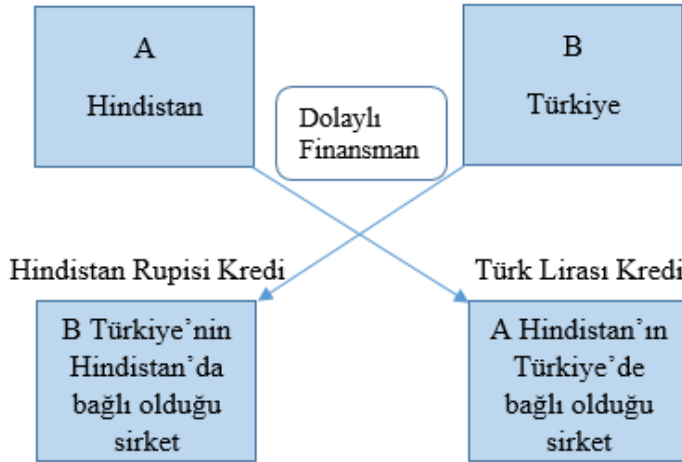 A
Hindistan
B
Türkiye
Dolaylı
Finansman
Hindistan Rupisi Kredi
Türk Lirası Kredi
B Türkiye’nin
Hindistan’da
bağlı olduğu
sirket
A Hindistan’ın
Türkiye’de
bağlı olduğu
sirket